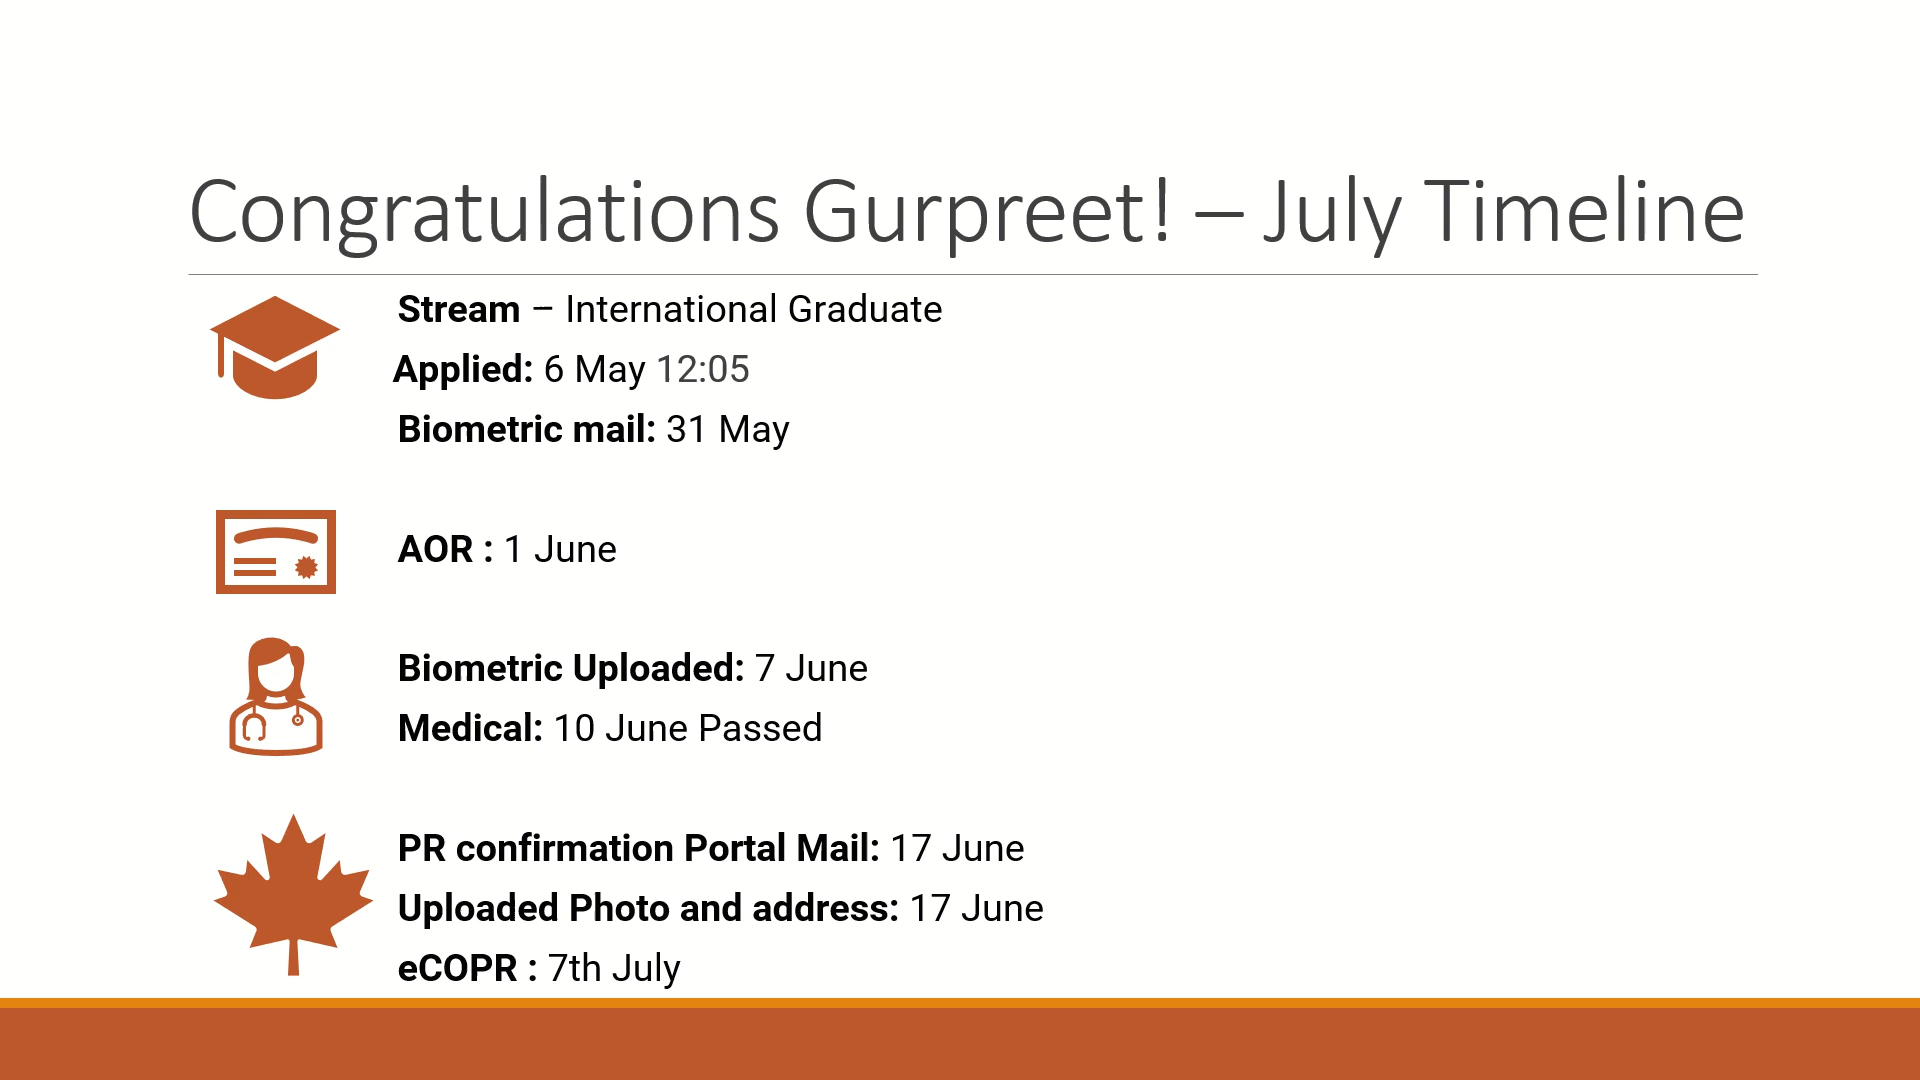 Congratulations Gurpreet! – July Timeline
Stream – International Graduate
Applied: 6 May 12:05
Biometric mail: 31 May
AOR : 1 June
Biometric Uploaded: 7 June
Medical: 10 June Passed
PR confirmation Portal Mail: 17 June
Uploaded Photo and address: 17 June
eCOPR : 7th July